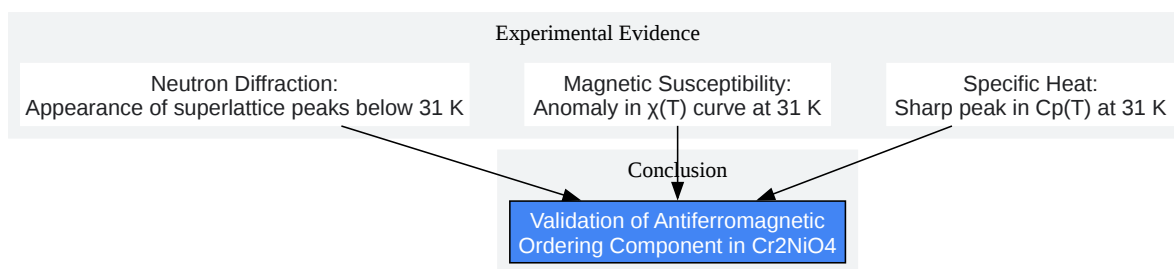 Experimental Evidence
Neutron Diffraction:
Appearance of superlattice peaks below 31 K
Magnetic Susceptibility:
Anomaly in χ(T) curve at 31 K
Specific Heat:
Sharp peak in Cp(T) at 31 K
Conclusion
Validation of Antiferromagnetic
Ordering Component in Cr2NiO4